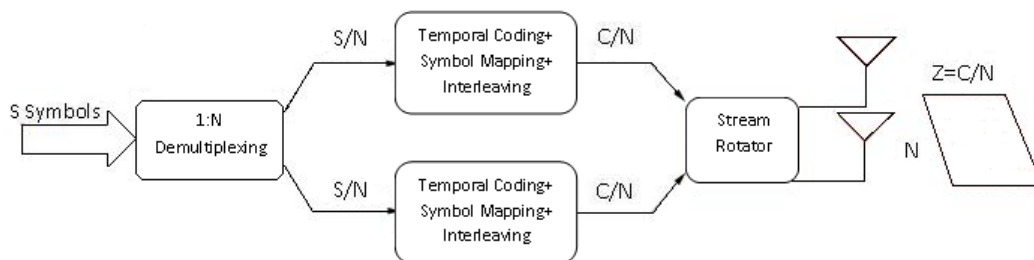 S Symbols
1:N
Demultiplexing
S/N
Temporal Coding+
Symbol Mapping+
Interleaving
C/N
S/N
Temporal Coding+
Symbol Mapping+
Interleaving
C/N
Stream
Rotator
Z=C/N
N